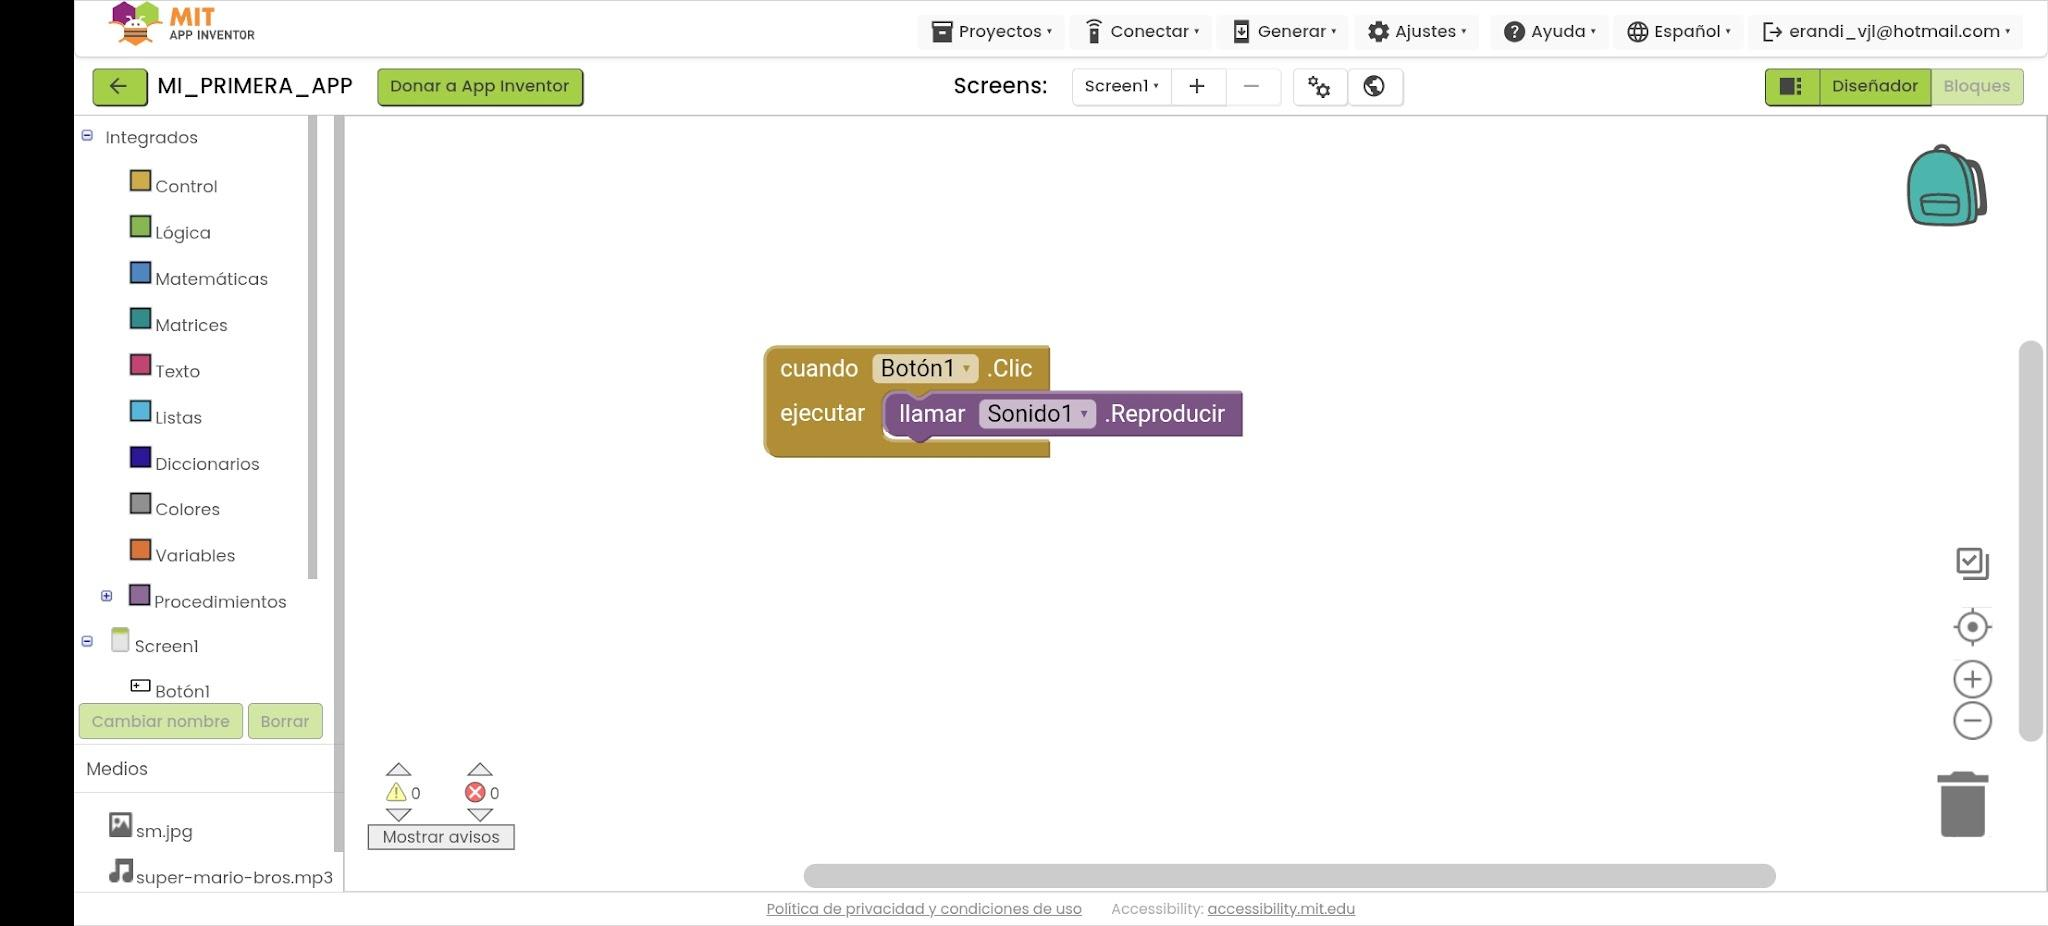 MIT
APP INVENTOR
Proyectos
Conectar
Generar
Ajustes
Ayuda
Español
erandi_vjl@hotmail.com
MI_PRIMERA_APP
Donar a App Inventor
Screens:
Screen1
Diseñador
Bloques
Integrados
Control
Lógica
Matemáticas
Matrices
Texto
Listas
Diccionarios
Colores
Variables
Procedimientos
Screen1
Botón1
Cambiar nombre
Borrar
Medios
sm.jpg
super-mario-bros.mp3
cuando Botón1 .Clic
ejecutar llamar Sonido1 .Reproducir
0 0
Mostrar avisos
Política de privacidad y condiciones de uso Accessibility: accessibility.mit.edu